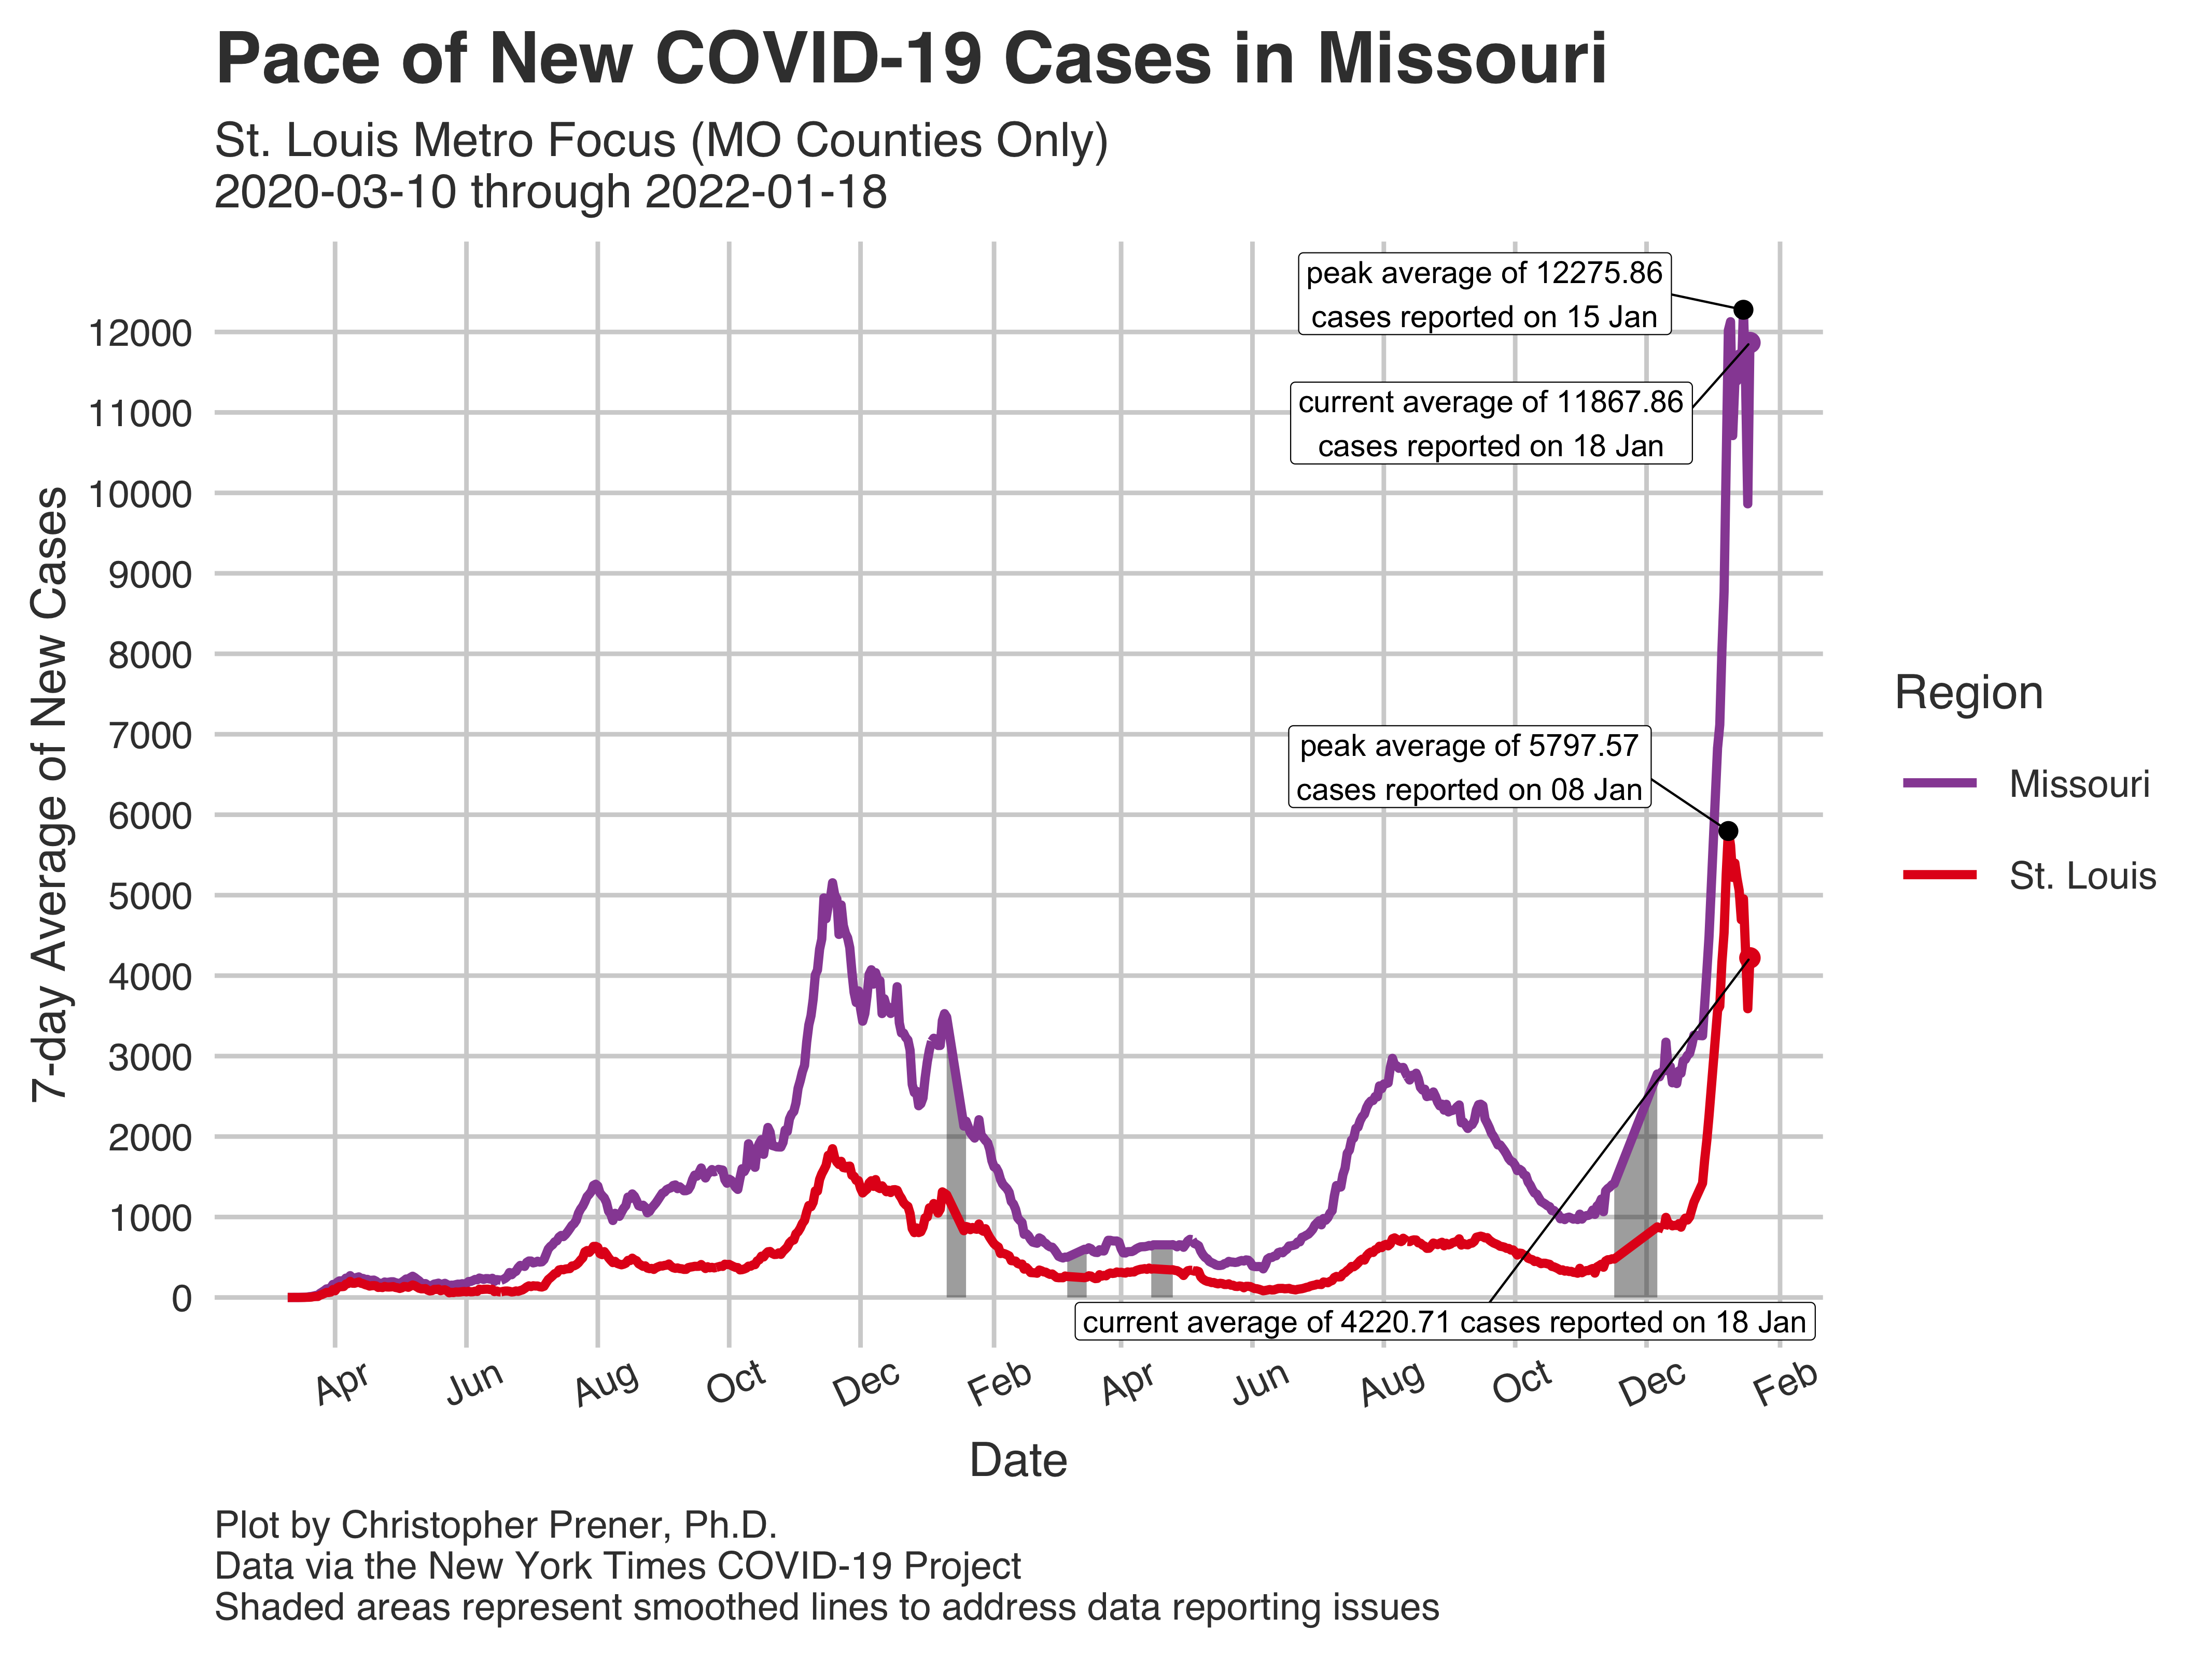 Pace of New COVID-19 Cases in Missouri
St. Louis Metro Focus (MO Counties Only)
2020-03-10 through 2022-01-18
7-day Average of New Cases
12000
11000
10000
9000
8000
7000
6000
5000
4000
3000
2000
1000
0
peak average of 12275.86
cases reported on 15 Jan
current average of 11867.86
cases reported on 18 Jan
peak average of 5797.57
cases reported on 08 Jan
current average of 4220.71 cases reported on 18 Jan
Apr
Jun
Aug
Oct
Dec
Feb
Apr
Jun
Aug
Oct
Dec
Feb
Date
Region
Missouri
St. Louis
Plot by Christopher Prener, Ph.D.
Data via the New York Times COVID-19 Project
Shaded areas represent smoothed lines to address data reporting issues